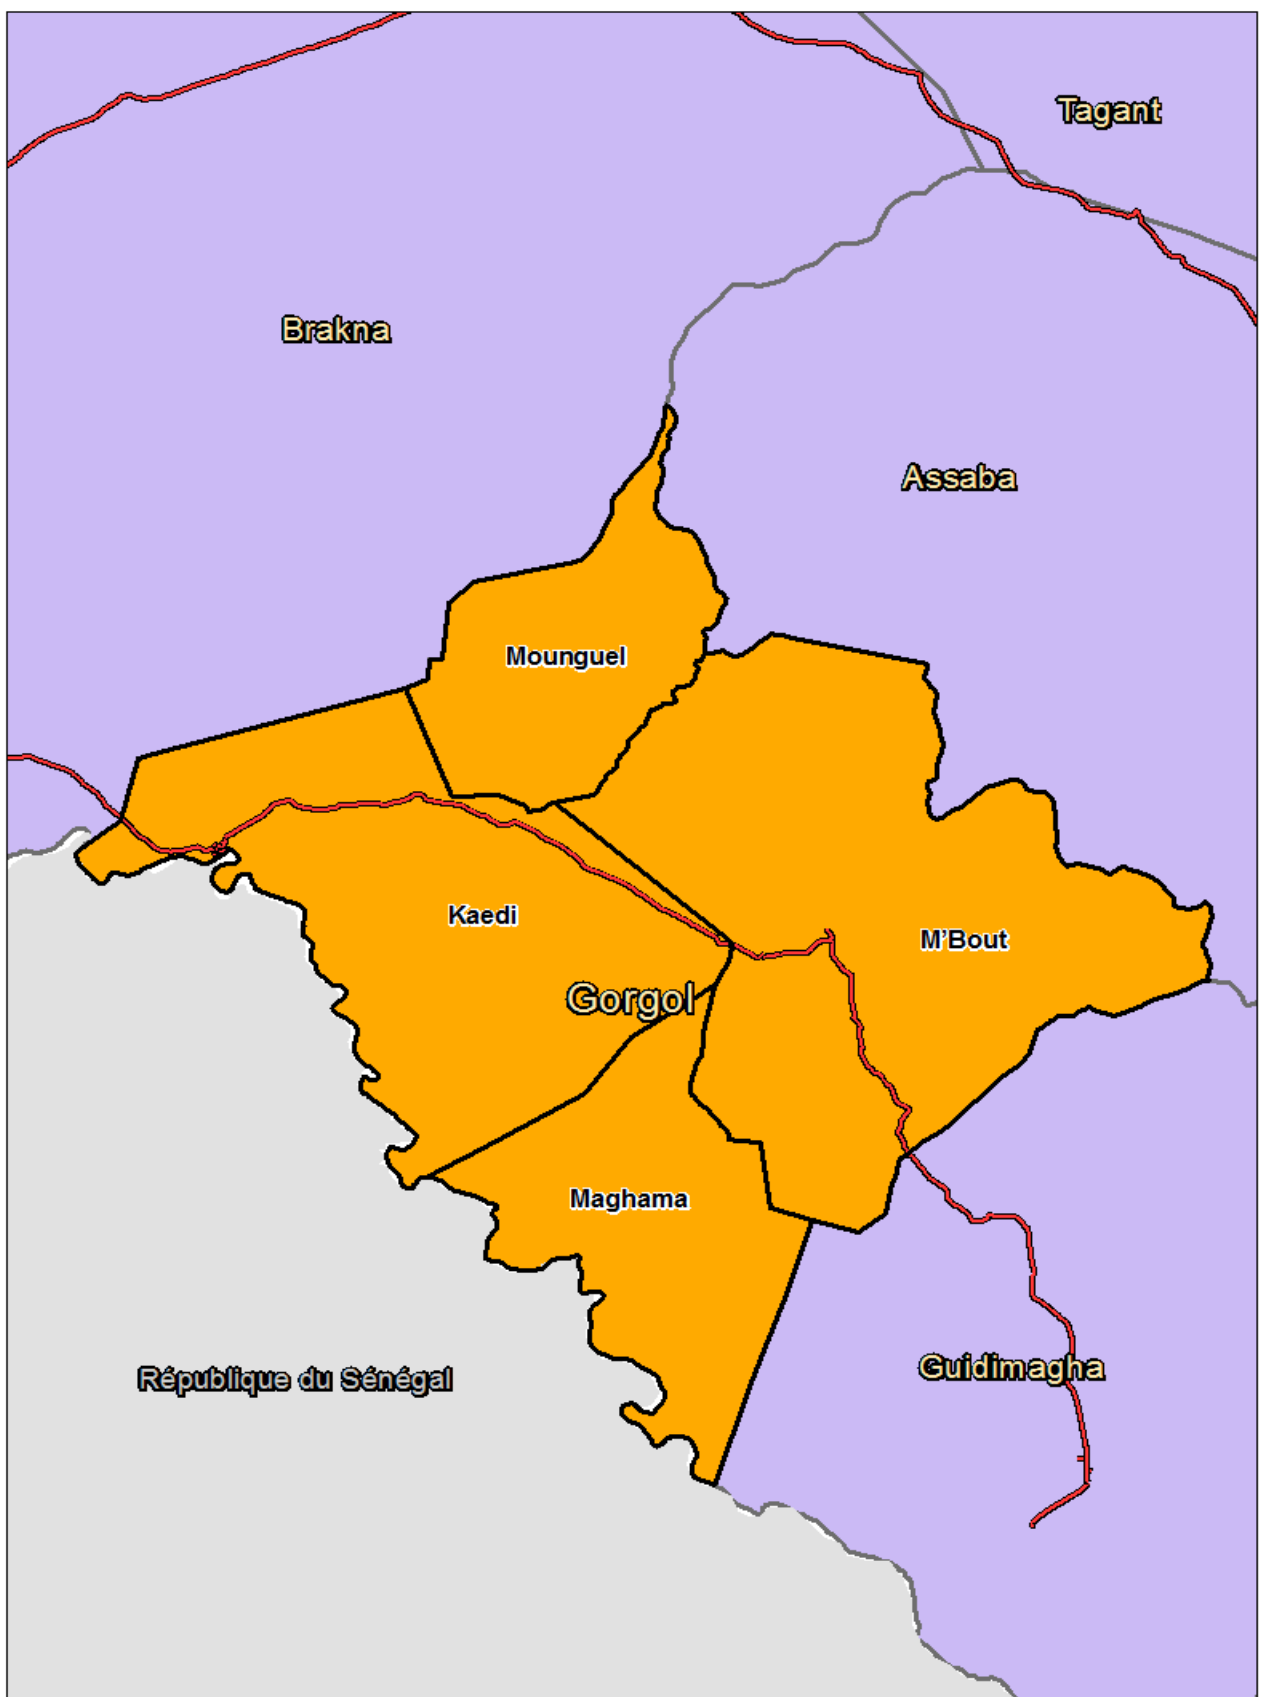 Tagant
Brakna
Assaba
Mounguel
Kaedi
M'Bout
Gorgol
Maghama
Guidimagha
République du Sénégal